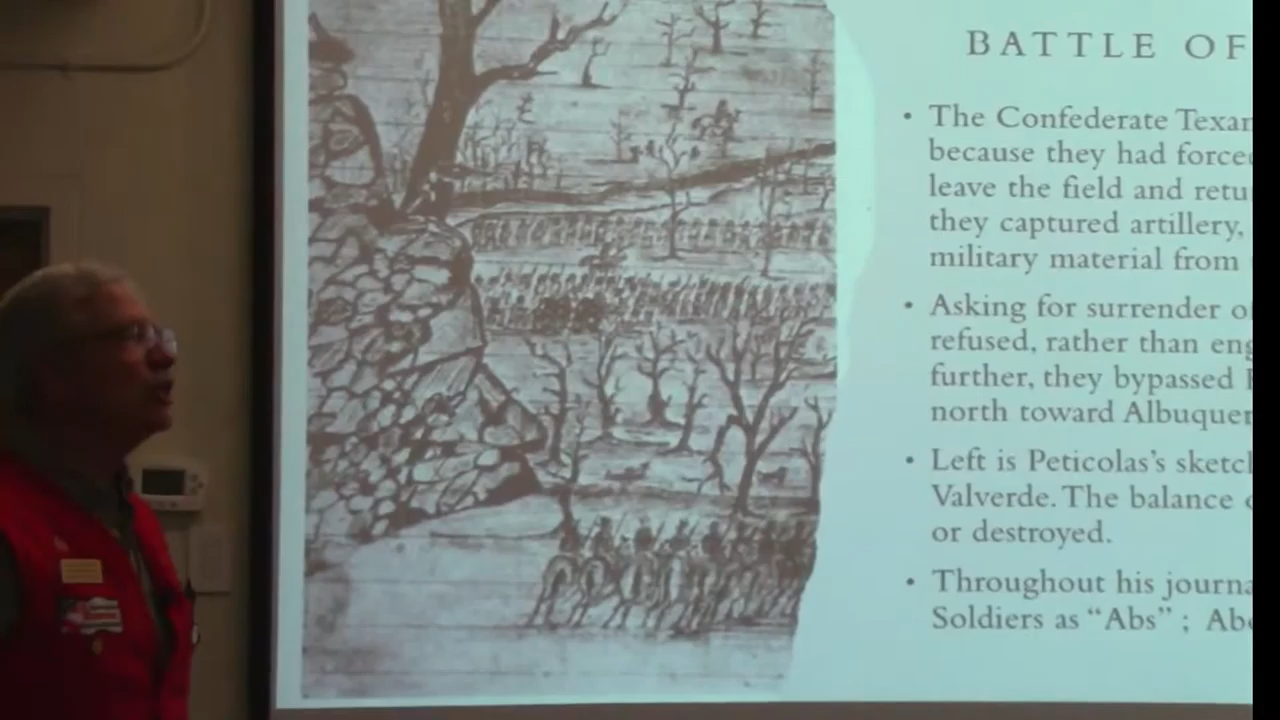 BATTLE OF
• The Confederate Texan
because they had force
leave the field and retu
they captured artillery,
military material from
• Asking for surrender o
refused, rather than eng
further, they bypassed
north toward Albuquer
• Left is Peticolas's sketch
Valverde. The balance
or destroyed.
• Throughout his journa
Soldiers as "Abs" ; Ab